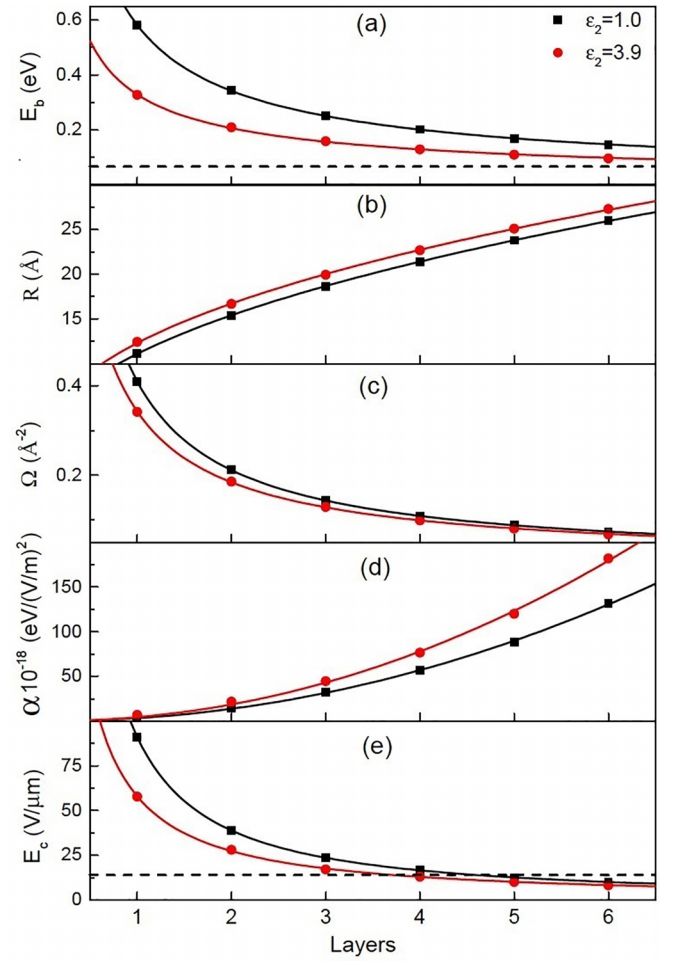 (a)
ε₂=1.0
ε₂=3.9
E_b (eV)
0.6
0.4
0.2
(b)
R (Å)
25
20
15
(c)
Ω (Å⁻²)
0.4
0.2
(d)
α10⁻¹⁸ (eV/(V/m)²)
150
100
50
(e)
E_c (V/μm)
75
50
25
0
1 2 3 4 5 6
Layers